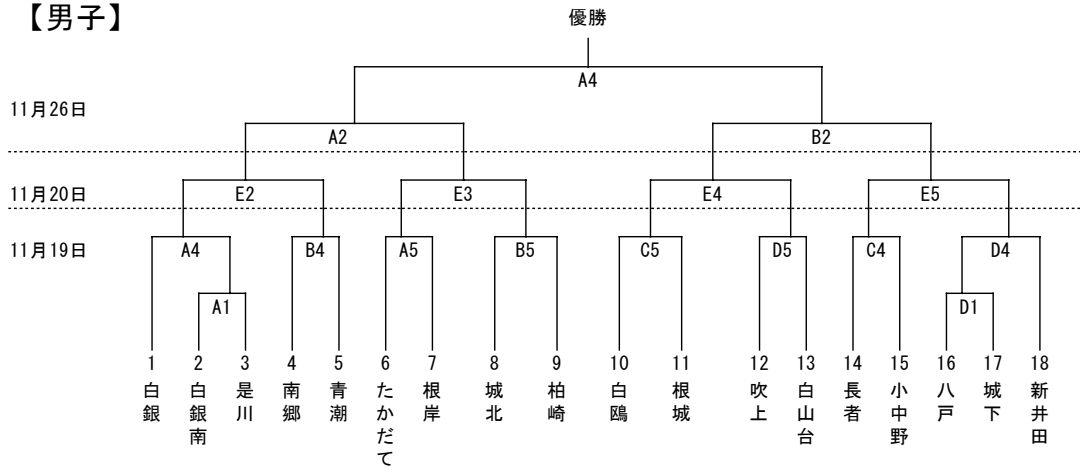 【男子】
優勝
A4
11月26日
A2 B2
11月20日
E2 E3 E4 E5
11月19日
A4 B4 A5 B5 C5 D5 C4 D4
A1 D1
1 2 3 4 5 6 7 8 9 10 11 12 13 14 15 16 17 18
白銀
白銀南
是川
南郷
青潮
たかだて
根岸
城北
柏崎
白鴎
根城
吹上
白山台
長者
小中野
八戸
城下
新井田